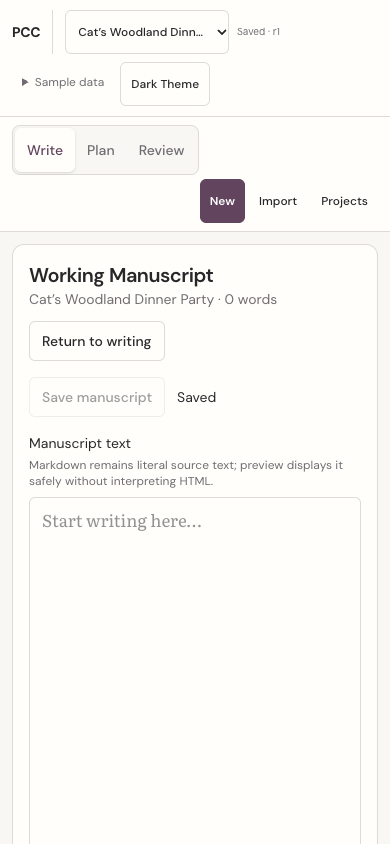 PCC
Cat's Woodland Dinn...
Saved · r1
Sample data
Dark Theme
Write
Plan
Review
New
Import
Projects
Working Manuscript
Cat's Woodland Dinner Party · 0 words
Return to writing
Save manuscript
Saved
Manuscript text
Markdown remains literal source text; preview displays it
safely without interpreting HTML.
Start writing here...